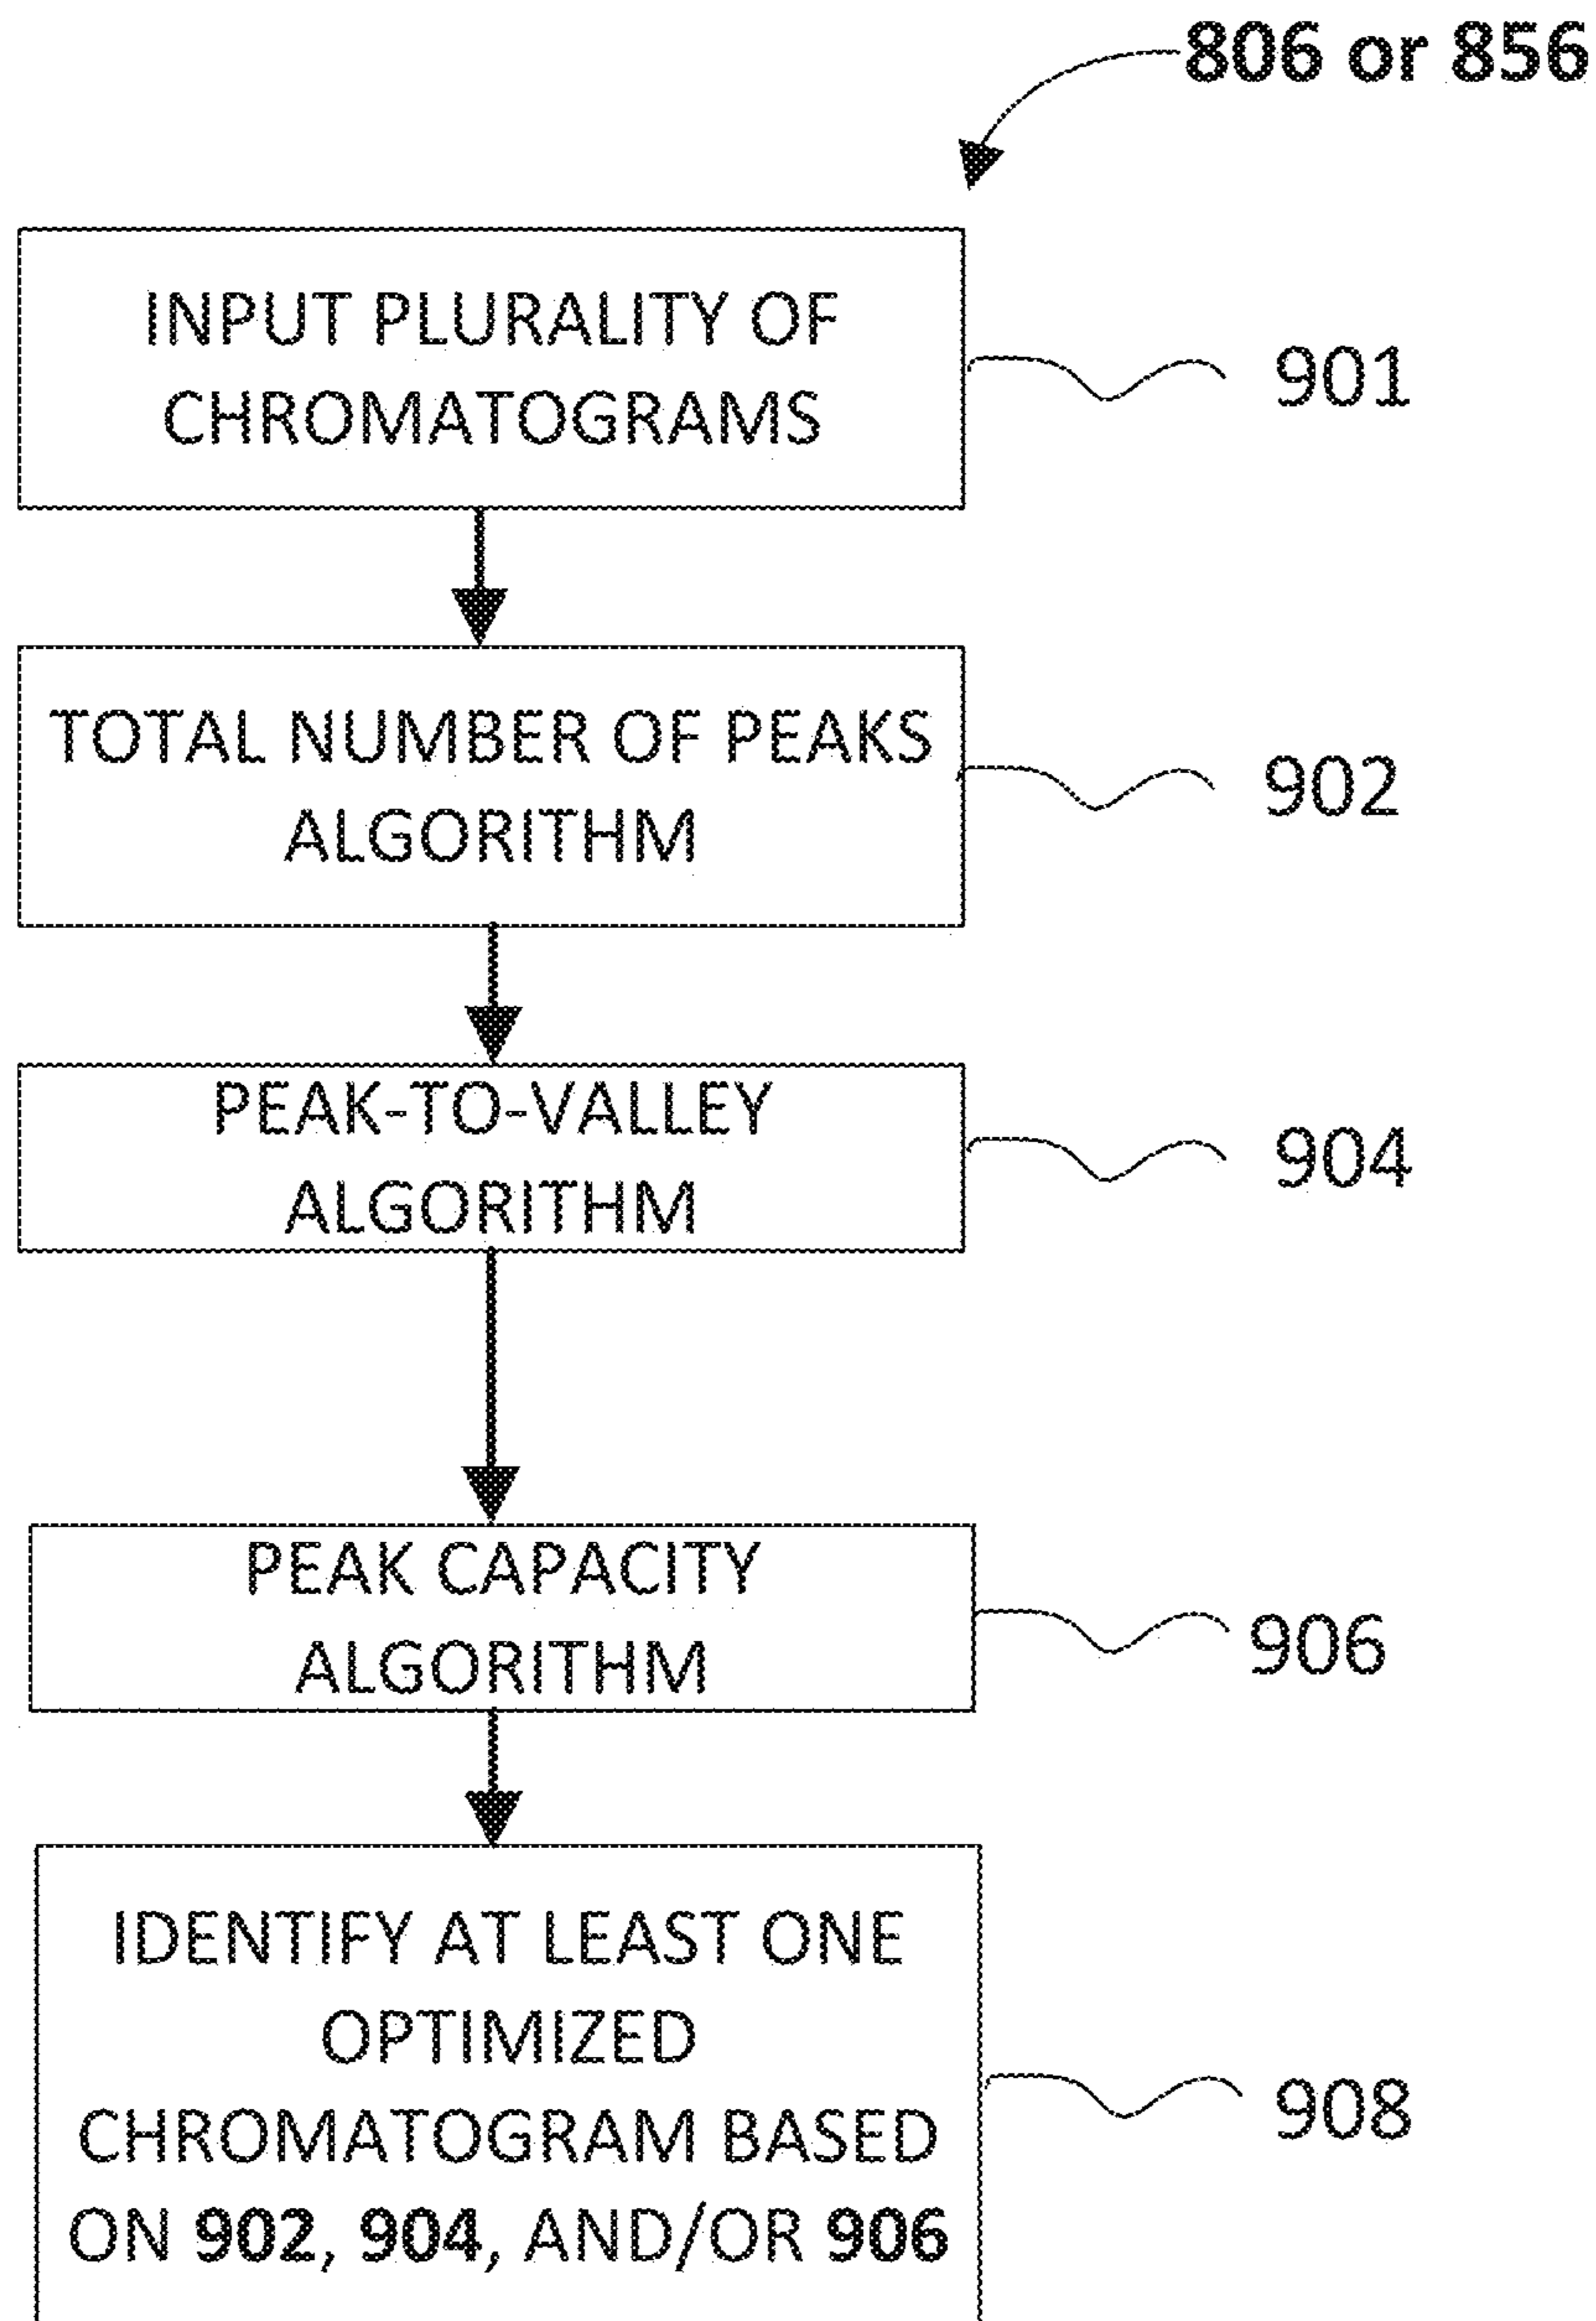 806 or 856
INPUT PLURALITY OF
CHROMATOGRAMS
901
TOTAL NUMBER OF PEAKS
ALGORITHM
902
PEAK-TO-VALLEY
ALGORITHM
904
PEAK CAPACITY
ALGORITHM
906
IDENTIFY AT LEAST ONE
OPTIMIZED
CHROMATOGRAM BASED
ON 902, 904, AND/OR 906
908